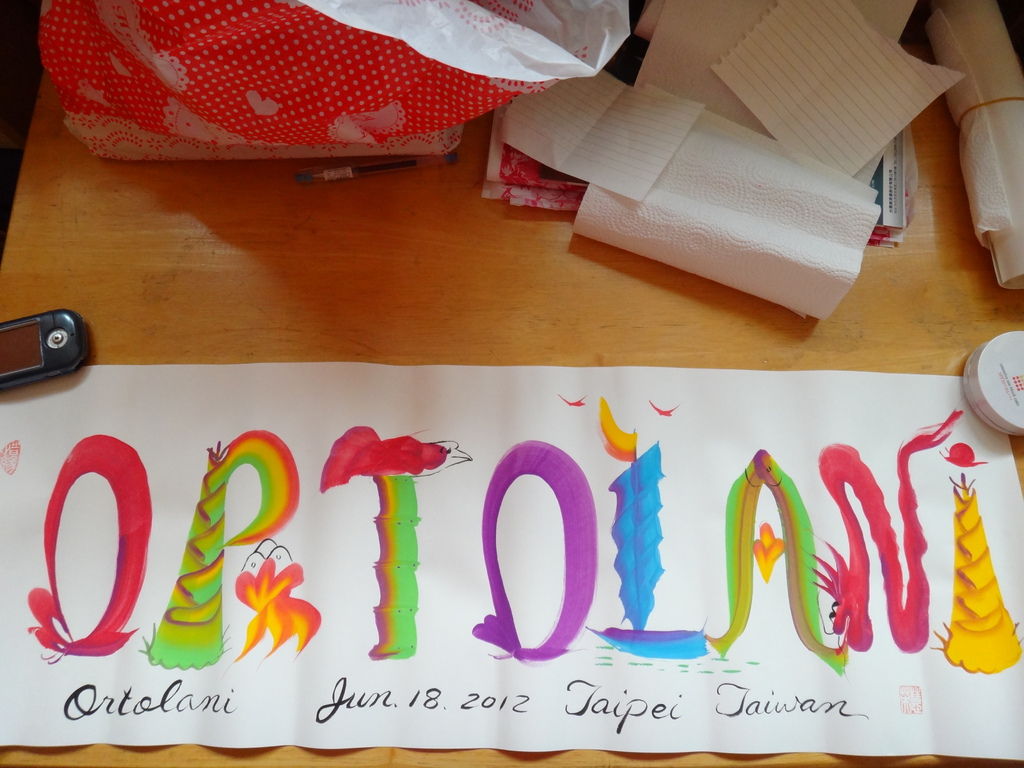 ORTOLANI
Ortolani Jun. 18. 2012 Taipei Taiwan